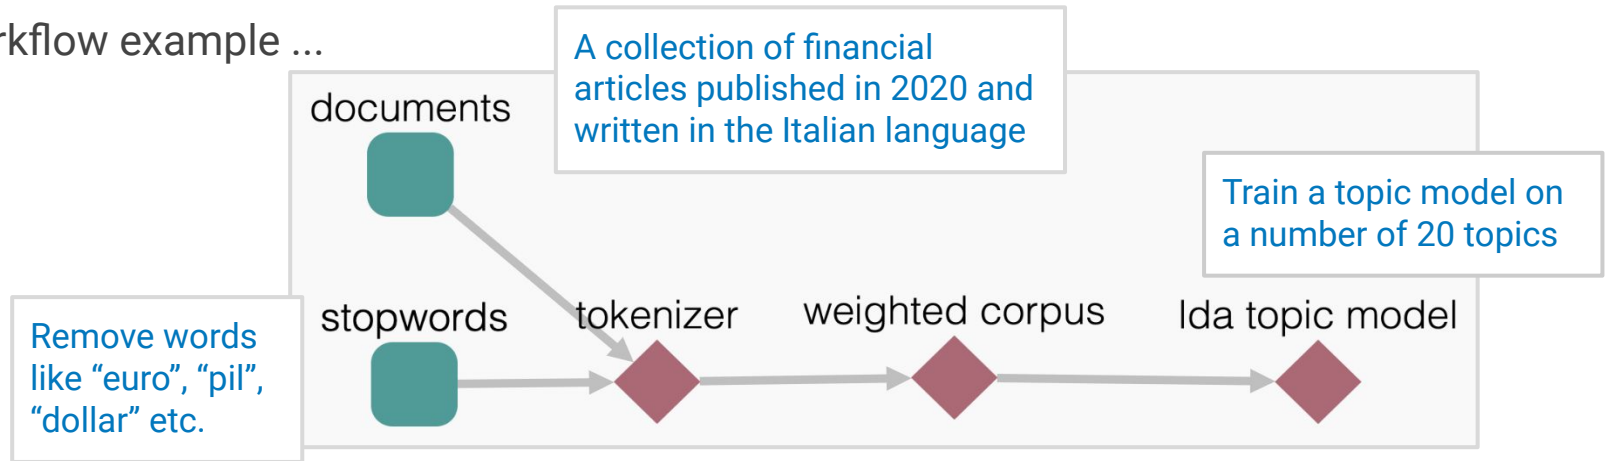 rkflow example ...
A collection of financial
articles published in 2020 and
written in the Italian language
documents
Train a topic model on
a number of 20 topics
stopwords
tokenizer
weighted corpus
lda topic model
Remove words
like “euro”, “pil”,
“dollar” etc.